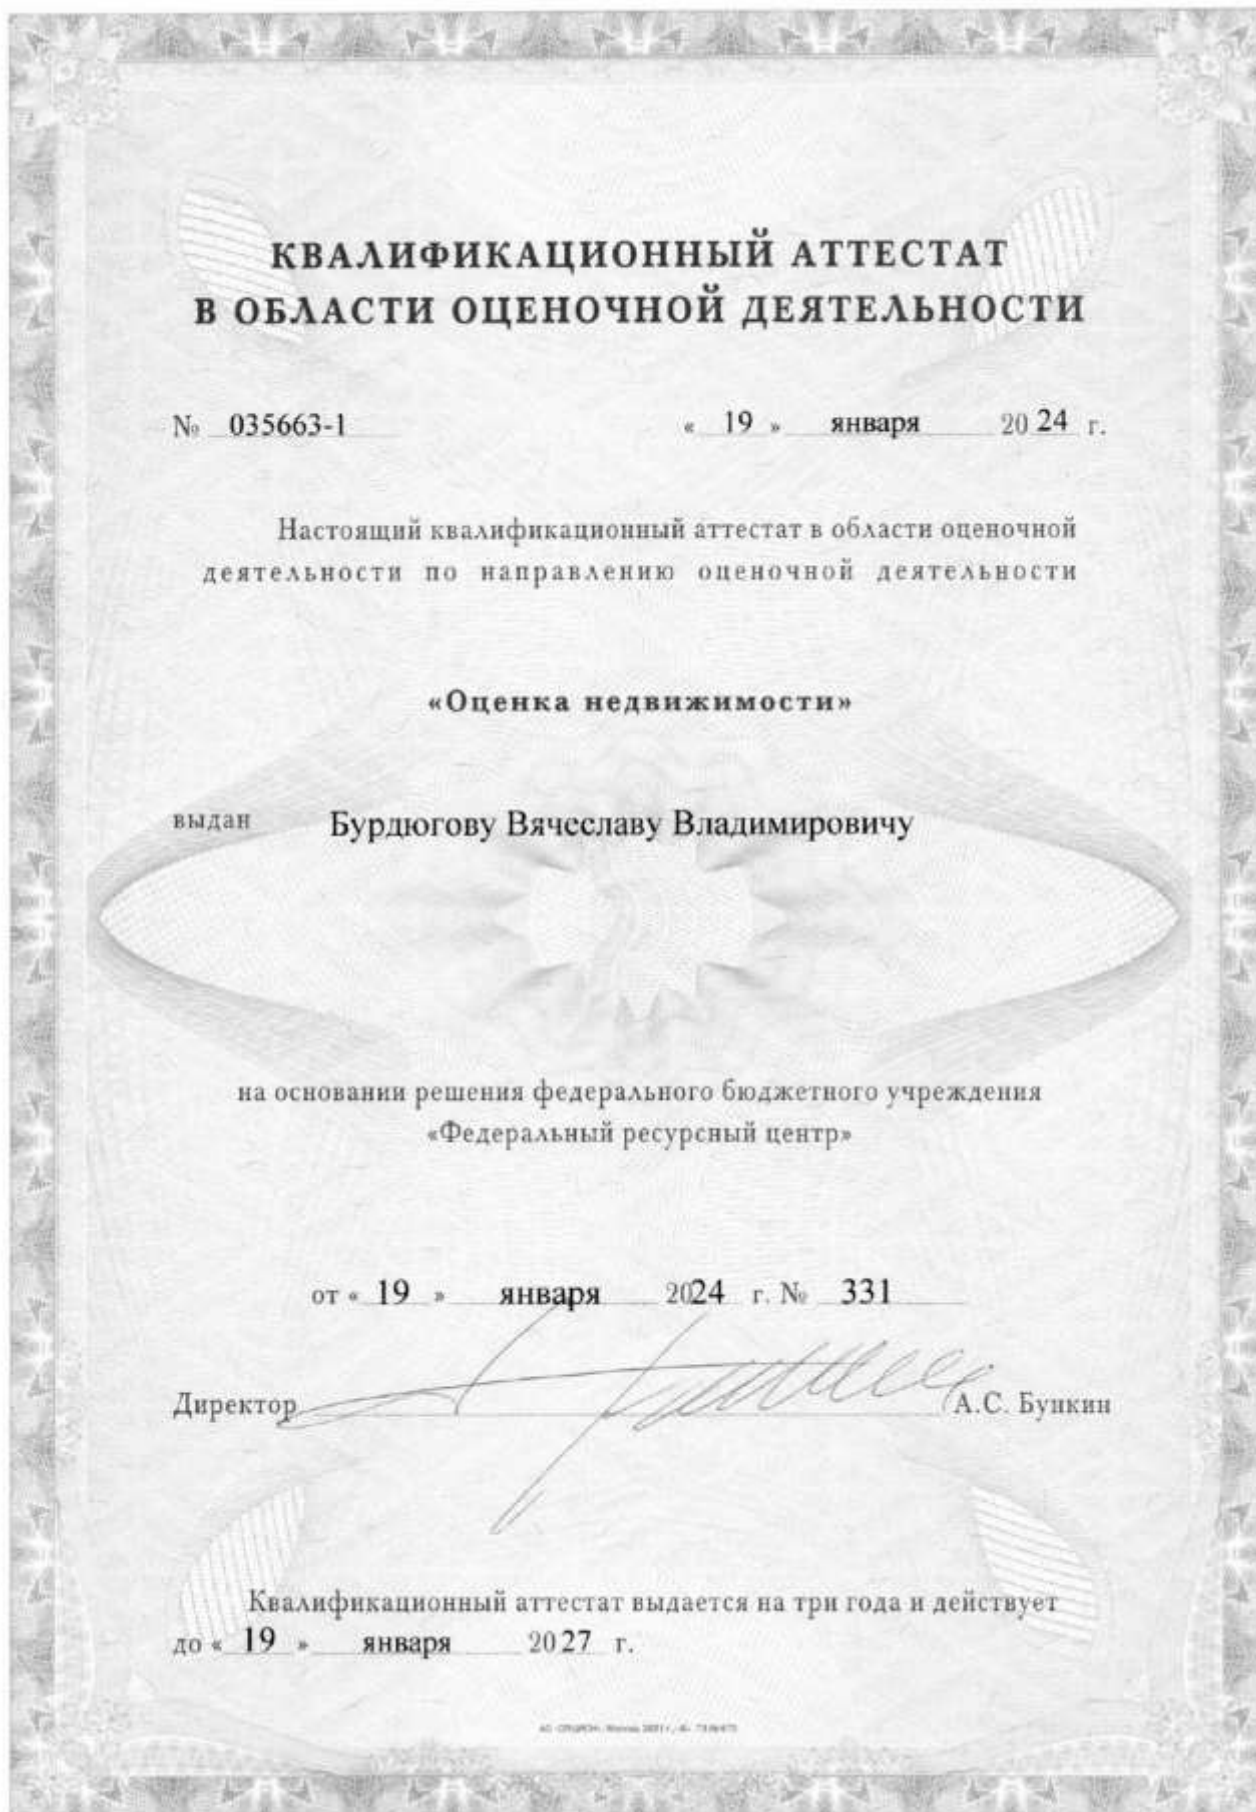 КВАЛИФИКАЦИОННЫЙ АТТЕСТАТ
В ОБЛАСТИ ОЦЕНОЧНОЙ ДЕЯТЕЛЬНОСТИ
№ 035663-1 « 19 » января 2024 г.
Настоящий квалификационный аттестат в области оценочной
деятельности по направлению оценочной деятельности
«Оценка недвижимости»
выдан Бурдюгову Вячеславу Владимировичу
на основании решения федерального бюджетного учреждения
«Федеральный ресурсный центр»
от « 19 » января 2024 г. № 331
Директор А.С. Бункин
Квалификационный аттестат выдается на три года и действует
до « 19 » января 2027 г.